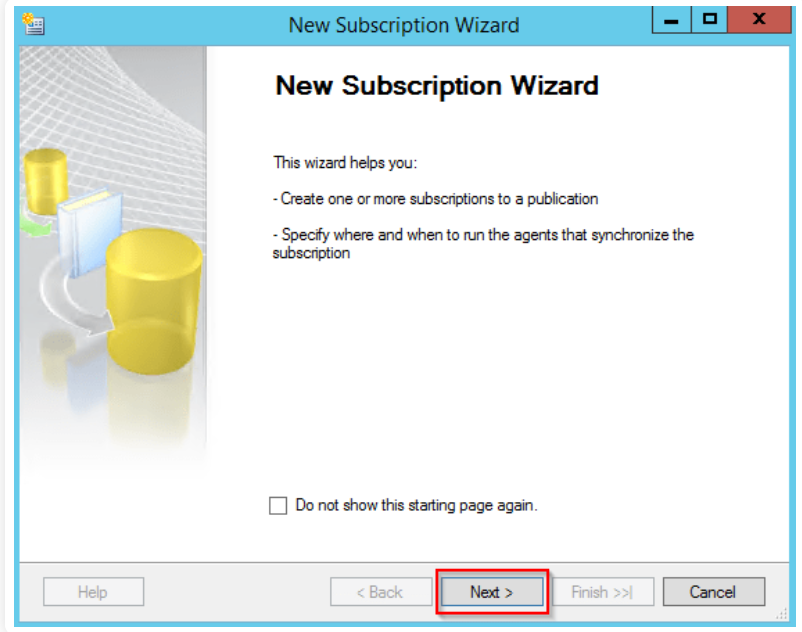 New Subscription Wizard
New Subscription Wizard
This wizard helps you:
- Create one or more subscriptions to a publication
- Specify where and when to run the agents that synchronize the
subscription
Do not show this starting page again.
Help
< Back
Next >
Finish >>|
Cancel